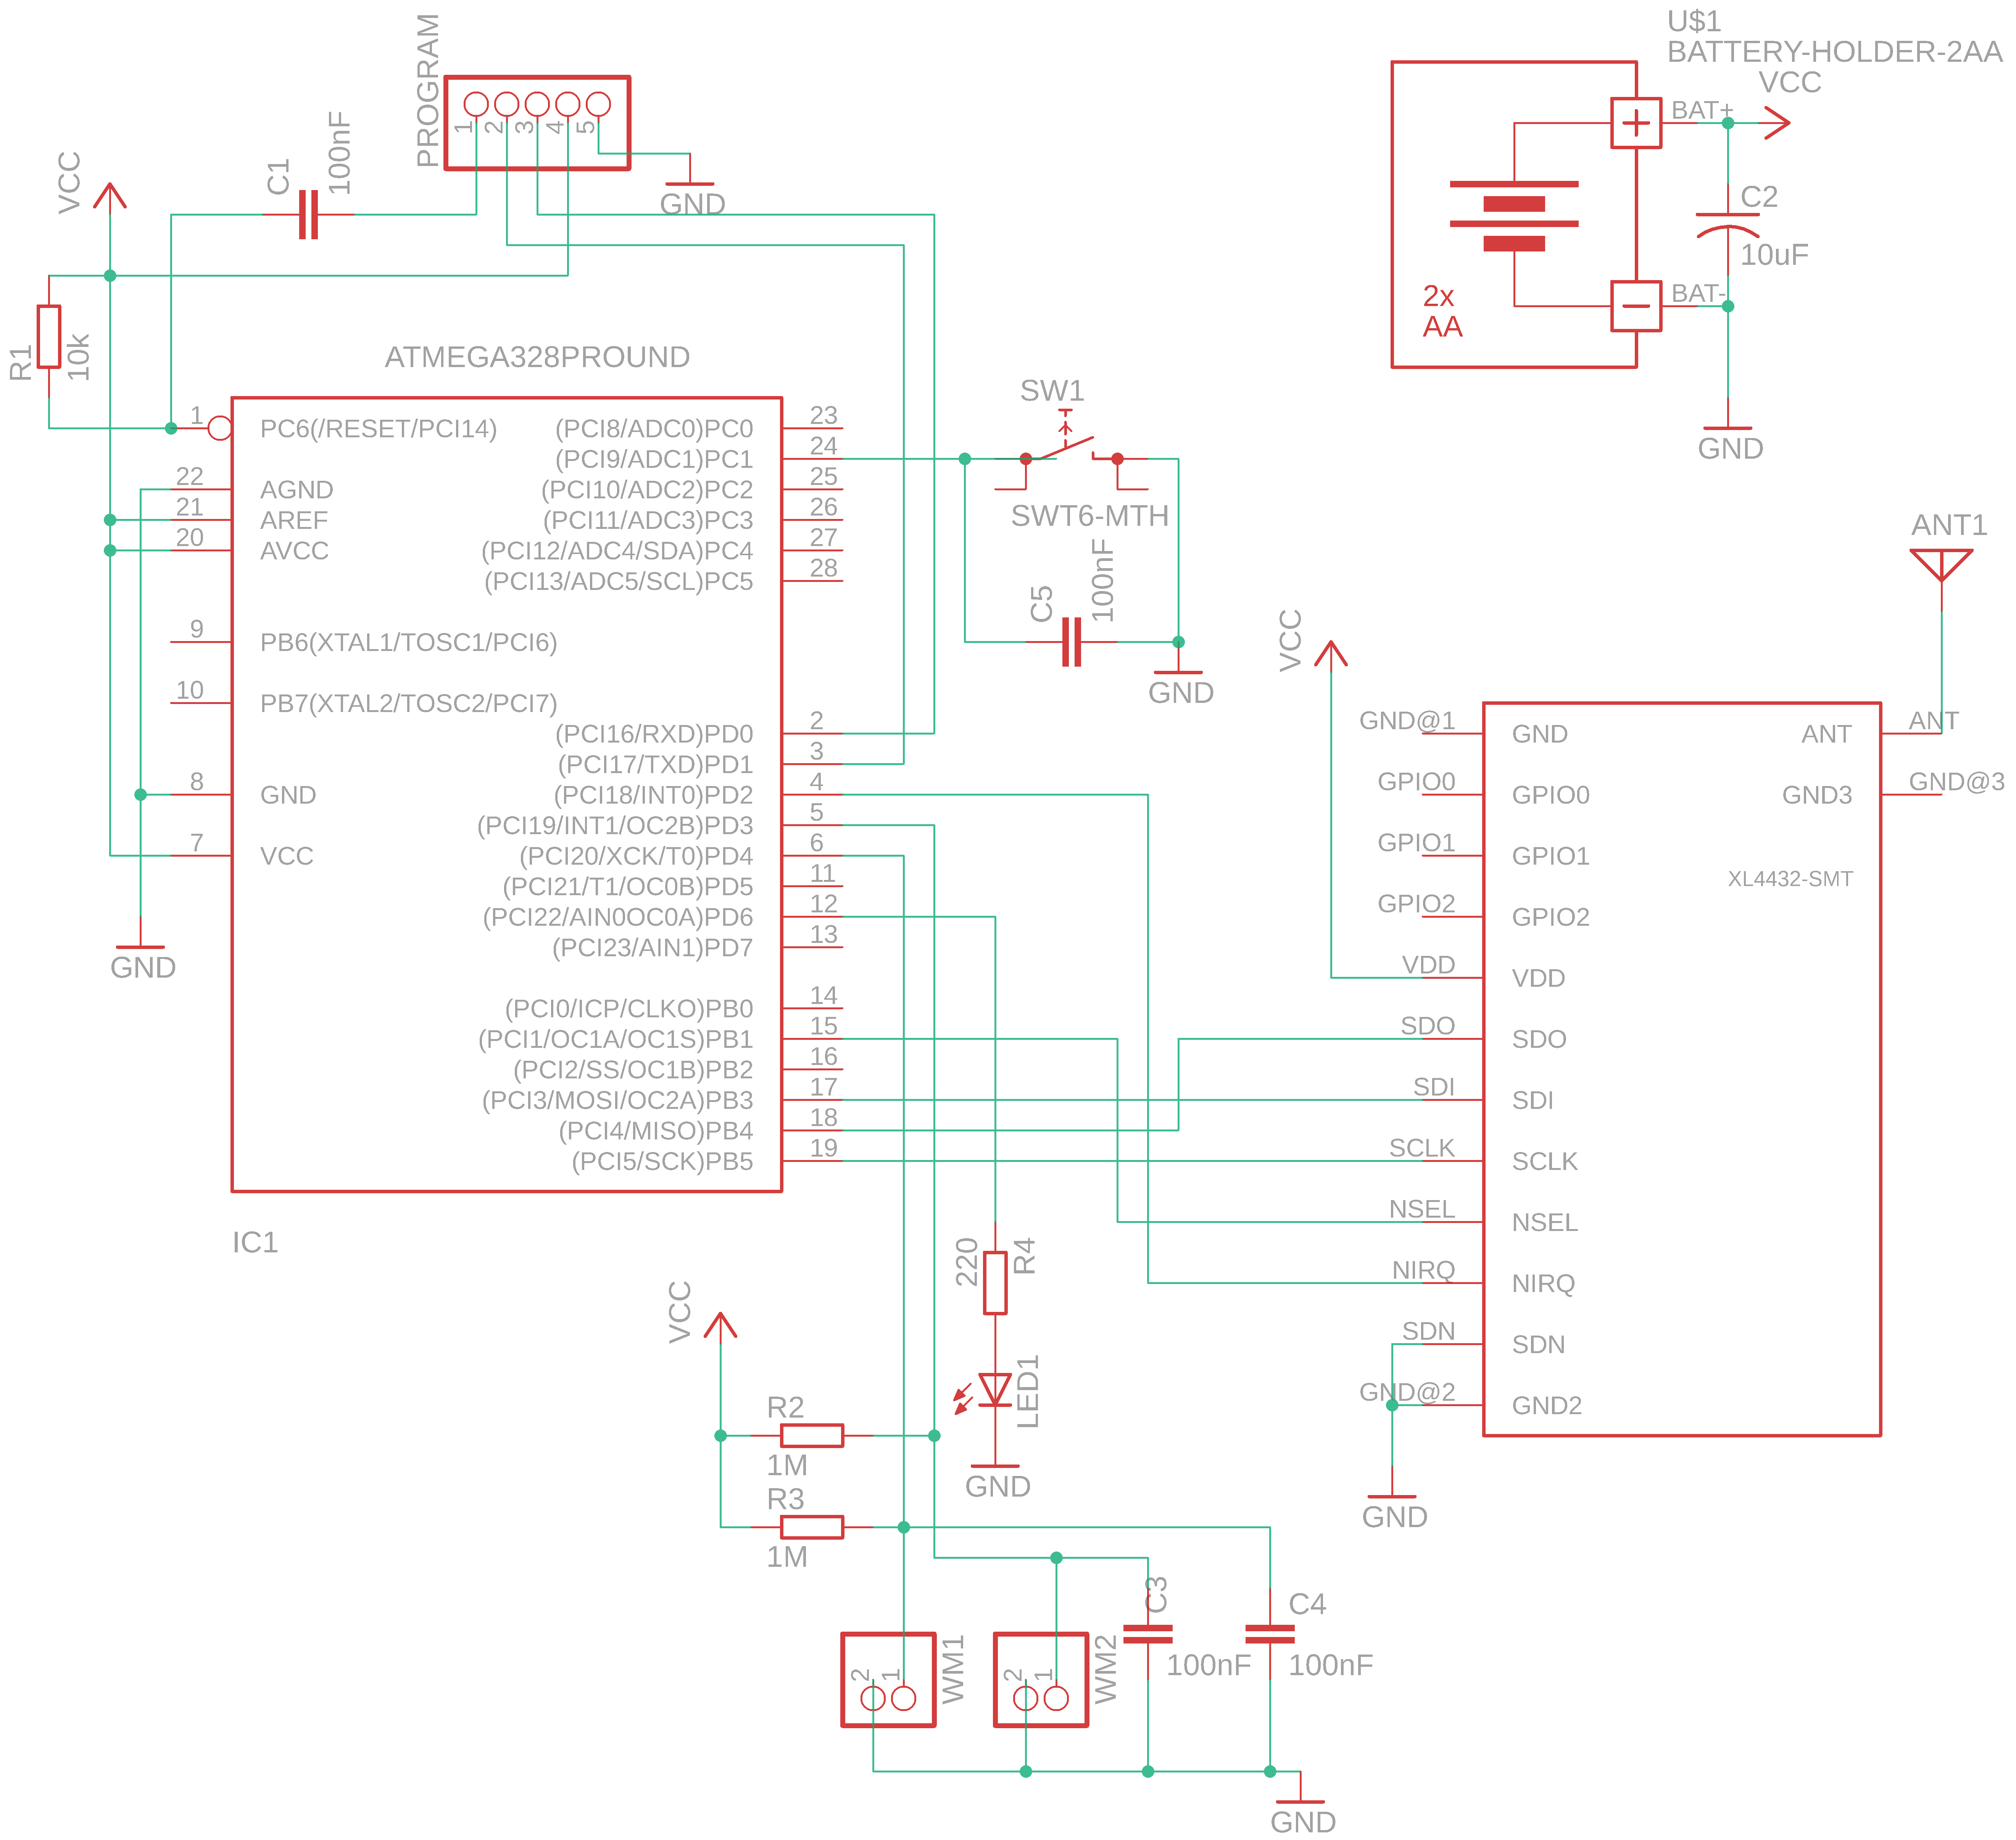 PROGRAM
1
2
3
4
5
GND
U$1
BATTERY-HOLDER-2AA
VCC
BAT+
BAT-
C2
10uF
2x
AA
GND
VCC
C1
100nF
R1
10k
ATMEGA328PROUND
1
PC6(/RESET/PCI14)
22
AGND
21
AREF
20
AVCC
9
PB6(XTAL1/TOSC1/PCI6)
10
PB7(XTAL2/TOSC2/PCI7)
8
GND
7
VCC
GND
IC1
(PCI8/ADC0)PC0
23
(PCI9/ADC1)PC1
24
(PCI10/ADC2)PC2
25
(PCI11/ADC3)PC3
26
(PCI12/ADC4/SDA)PC4
27
(PCI13/ADC5/SCL)PC5
28
(PCI16/RXD)PD0
2
(PCI17/TXD)PD1
3
(PCI18/INT0)PD2
4
(PCI19/INT1/OC2B)PD3
5
(PCI20/XCK/T0)PD4
6
(PCI21/T1/OC0B)PD5
11
(PCI22/AIN0OC0A)PD6
12
(PCI23/AIN1)PD7
13
(PCI0/ICP/CLKO)PB0
14
(PCI1/OC1A/OC1S)PB1
15
(PCI2/SS/OC1B)PB2
16
(PCI3/MOSI/OC2A)PB3
17
(PCI4/MISO)PB4
18
(PCI5/SCK)PB5
19
SW1
SWT6-MTH
C5
100nF
GND
VCC
ANT1
GND@1
GND
GPIO0
GPIO0
GPIO1
GPIO1
GPIO2
GPIO2
VDD
VDD
SDO
SDO
SDI
SDI
SCLK
SCLK
NSEL
NSEL
NIRQ
NIRQ
SDN
SDN
GND@2
GND2
ANT
ANT
GND3
GND@3
XL4432-SMT
GND
220
R4
LED1
GND
VCC
R2
1M
R3
1M
C3
100nF
C4
100nF
2
1
WM1
2
1
WM2
GND